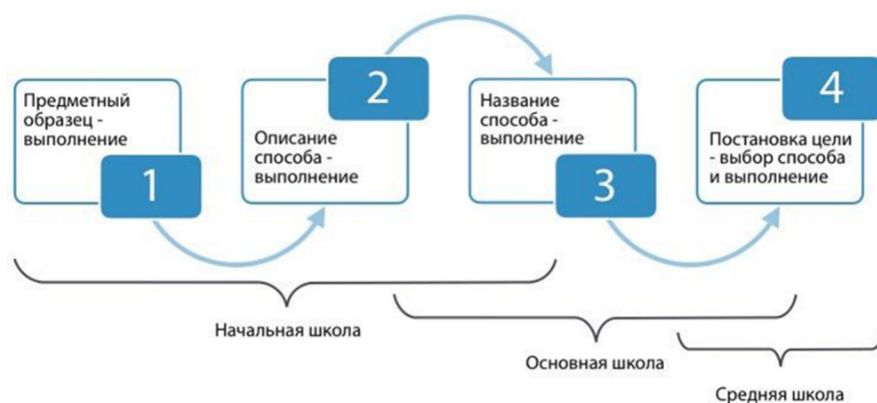 Предметный
образец -
выполнение
1
2
Описание
способа -
выполнение
Название
способа -
выполнение
3
4
Постановка цели
- выбор способа
и выполнение
Начальная школа
Основная школа
Средняя школа